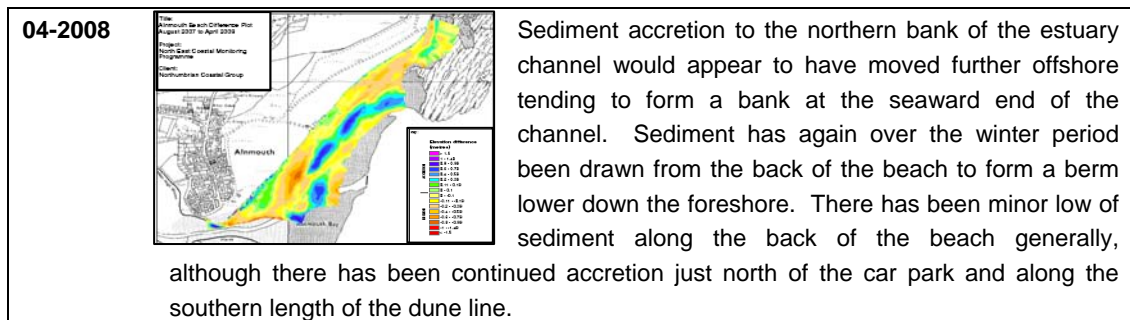 04-2008
Title:
Alnmouth Beach Difference Plot
August 2007 to April 2008
Project:
North East Coastal Monitoring
Programme
Client:
Northumbrian Coastal Group
Alnmouth
Alnmouth Bay
Elevation difference
(metres)
Sediment accretion to the northern bank of the estuary
channel would appear to have moved further offshore
tending to form a bank at the seaward end of the
channel. Sediment has again over the winter period
been drawn from the back of the beach to form a berm
lower down the foreshore. There has been minor low of
sediment along the back of the beach generally,
although there has been continued accretion just north of the car park and along the
southern length of the dune line.